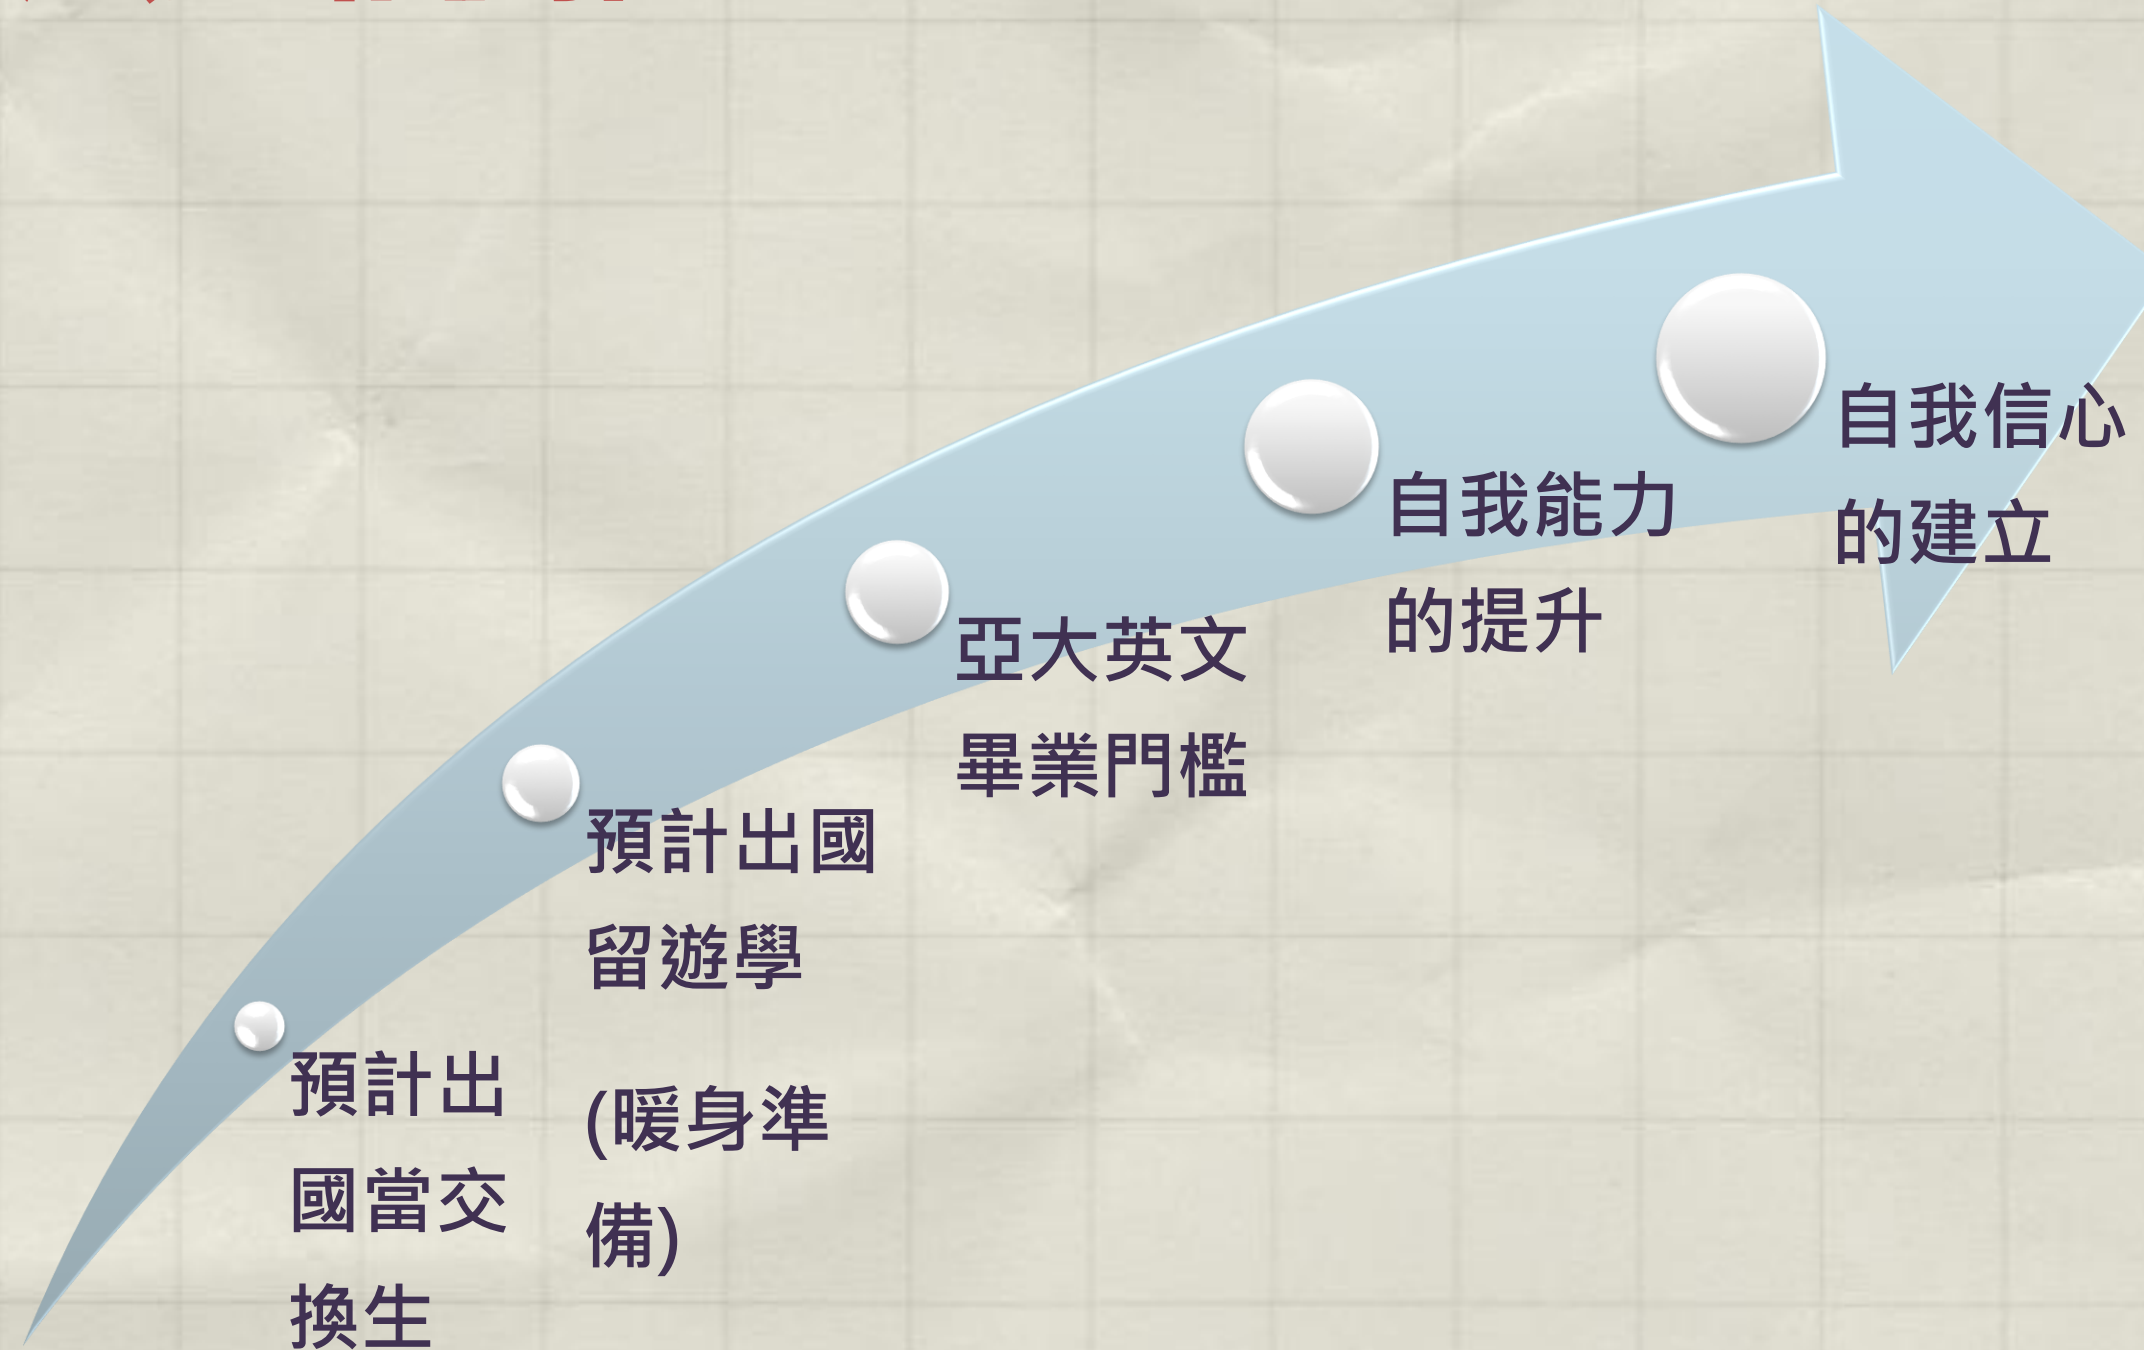 預計出
國當交
換生
預計出國
留遊學
(暖身準
備)
亞大英文
畢業門檻
自我能力
的提升
自我信心
的建立